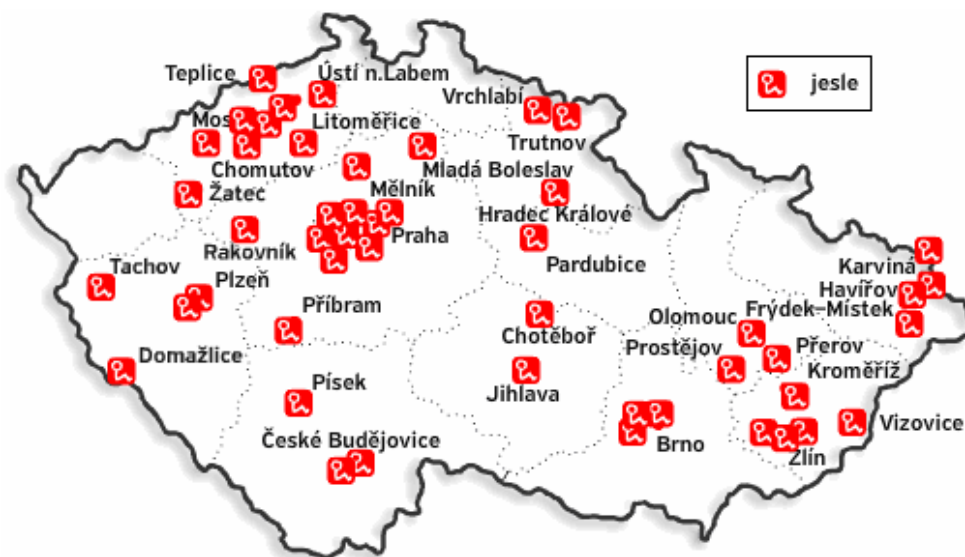 Teplice
Ústí n.Labem
jesle
Vrchlabí
Mos
Litoměřice
Trutnov
Chomutov
Mladá Boleslav
Žatec
Mělník
Hradec Králové
Praha
Rakovník
Pardubice
Tachov
Plzeň
Karviná
Havířov
Příbram
Frýdek-Místek
Olomouc
Chotěboř
Přerov
Prostějov
Domažlice
Kroměříž
Písek
Jihlava
Vizovice
České Budějovice
Brno
Zlín